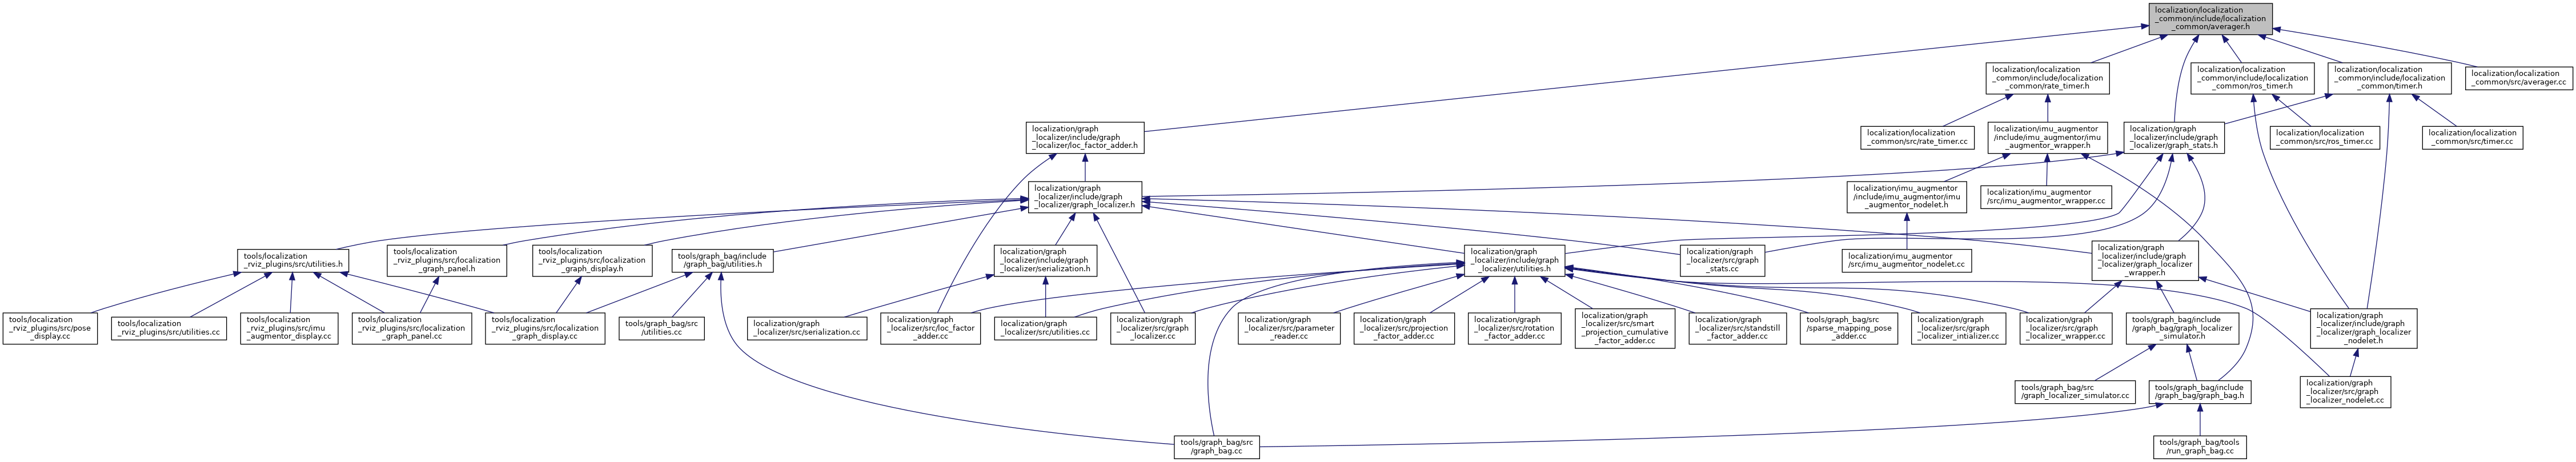 localization/localization
_common/include/localization
_common/averager.h
localization/localization
_common/include/localization
_common/rate_timer.h
localization/localization
_common/include/localization
_common/ros_timer.h
localization/localization
_common/include/localization
_common/timer.h
localization/localization
_common/src/averager.cc
localization/graph
_localizer/include/graph
_localizer/loc_factor_adder.h
localization/localization
_common/src/rate_timer.cc
localization/imu_augmentor
/include/imu_augmentor/imu
_augmentor_wrapper.h
localization/graph
_localizer/include/graph
_localizer/graph_stats.h
localization/localization
_common/src/ros_timer.cc
localization/localization
_common/src/timer.cc
localization/graph
_localizer/include/graph
_localizer/graph_localizer.h
localization/imu_augmentor
/include/imu_augmentor/imu
_augmentor_nodelet.h
localization/imu_augmentor
/src/imu_augmentor_wrapper.cc
tools/localization
_rviz_plugins/src/utilities.h
tools/localization
_rviz_plugins/src/localization
_graph_panel.h
tools/localization
_rviz_plugins/src/localization
_graph_display.h
tools/graph_bag/include
/graph_bag/utilities.h
localization/graph
_localizer/include/graph
_localizer/serialization.h
localization/graph
_localizer/include/graph
_localizer/utilities.h
localization/graph
_localizer/src/graph
_stats.cc
localization/imu_augmentor
/src/imu_augmentor_nodelet.cc
localization/graph
_localizer/include/graph
_localizer/graph_localizer
_wrapper.h
tools/localization
_rviz_plugins/src/pose
_display.cc
tools/localization
_rviz_plugins/src/utilities.cc
tools/localization
_rviz_plugins/src/imu
_augmentor_display.cc
tools/localization
_rviz_plugins/src/localization
_graph_panel.cc
tools/localization
_rviz_plugins/src/localization
_graph_display.cc
tools/graph_bag/src
/utilities.cc
localization/graph
_localizer/src/serialization.cc
localization/graph
_localizer/src/loc_factor
_adder.cc
localization/graph
_localizer/src/utilities.cc
localization/graph
_localizer/src/graph
_localizer.cc
localization/graph
_localizer/src/parameter
_reader.cc
localization/graph
_localizer/src/projection
_factor_adder.cc
localization/graph
_localizer/src/rotation
_factor_adder.cc
localization/graph
_localizer/src/smart
_projection_cumulative
_factor_adder.cc
localization/graph
_localizer/src/standstill
_factor_adder.cc
tools/graph_bag/src
/sparse_mapping_pose
_adder.cc
localization/graph
_localizer/src/graph
_localizer_intializer.cc
localization/graph
_localizer/src/graph
_localizer_wrapper.cc
tools/graph_bag/include
/graph_bag/graph_localizer
_simulator.h
localization/graph
_localizer/include/graph
_localizer/graph_localizer
_nodelet.h
tools/graph_bag/src
/graph_localizer_simulator.cc
tools/graph_bag/include
/graph_bag/graph_bag.h
localization/graph
_localizer/src/graph
_localizer_nodelet.cc
tools/graph_bag/src
/graph_bag.cc
tools/graph_bag/tools
/run_graph_bag.cc